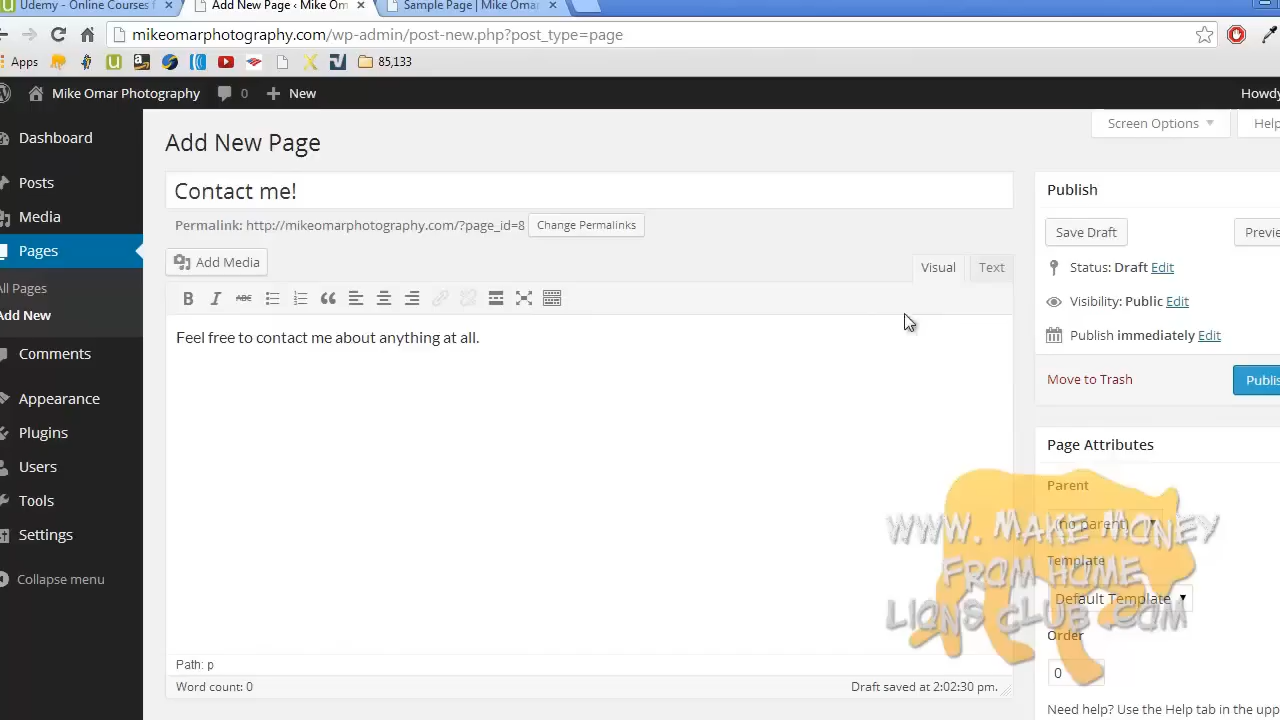 Udemy - Online Courses f
Add New Page ‹ Mike Om
Sample Page | Mike Omar
mikeomarphotography.com/wp-admin/post-new.php?post_type=page
Apps
85,133
Mike Omar Photography
0
New
Howdy
Dashboard
Posts
Media
Pages
All Pages
Add New
Comments
Appearance
Plugins
Users
Tools
Settings
Collapse menu
Screen Options
Help
Add New Page
Contact me!
Permalink: http://mikeomarphotography.com/?page_id=8
Change Permalinks
Add Media
Visual
Text
B I ABC
Feel free to contact me about anything at all.
Path: p
Word count: 0
Draft saved at 2:02:30 pm.
Publish
Save Draft
Previe
Status: Draft Edit
Visibility: Public Edit
Publish immediately Edit
Move to Trash
Publis
Page Attributes
Parent
(no parent)
Template
Default Template
Order
0
Need help? Use the Help tab in the upp
WWW. MAKE MONEY
FROM HOME
LIONS CLUB .COM